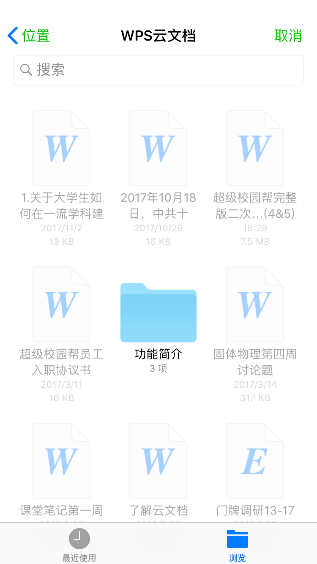 位置
WPS云文档
取消
搜索
W
W
W
1.关于大学生如
何在一流学科建
2017/11/2
13 KB
2017年10月18
日，中共十
2017/10/29
16 KB
超级校园帮完整
版二次...(4&5)
16:28
7.5 MB
W
W
超级校园帮员工
入职协议书
2017/3/11
16 KB
功能简介
3 项
固体物理第四周
讨论题
2017/3/14
317 KB
W
W
E
课堂笔记第一周
了解云文档
门牌调研13-17
最近使用
浏览